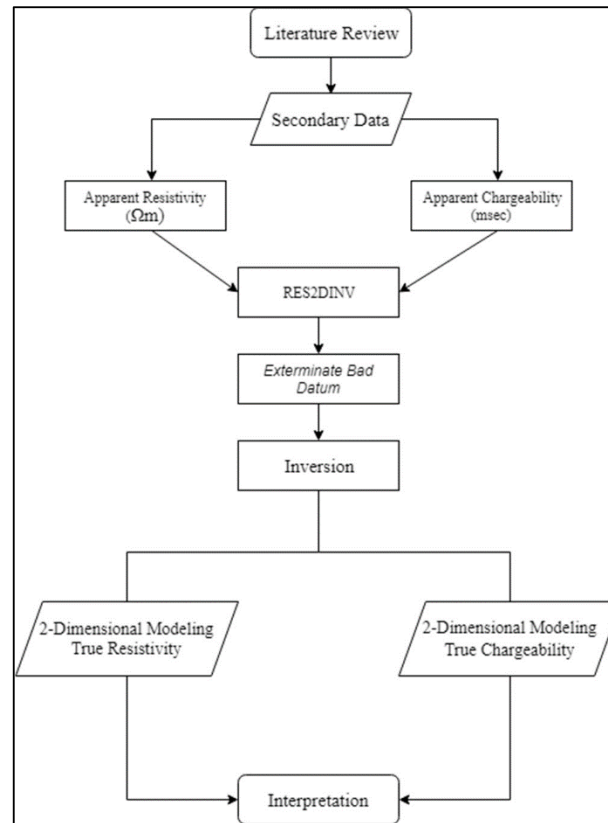 Literature Review
Secondary Data
Apparent Resistivity
(Ωm)
Apparent Chargeability
(msec)
RES2DINV
Exterminate Bad
Datum
Inversion
2-Dimensional Modeling
True Resistivity
2-Dimensional Modeling
True Chargeability
Interpretation